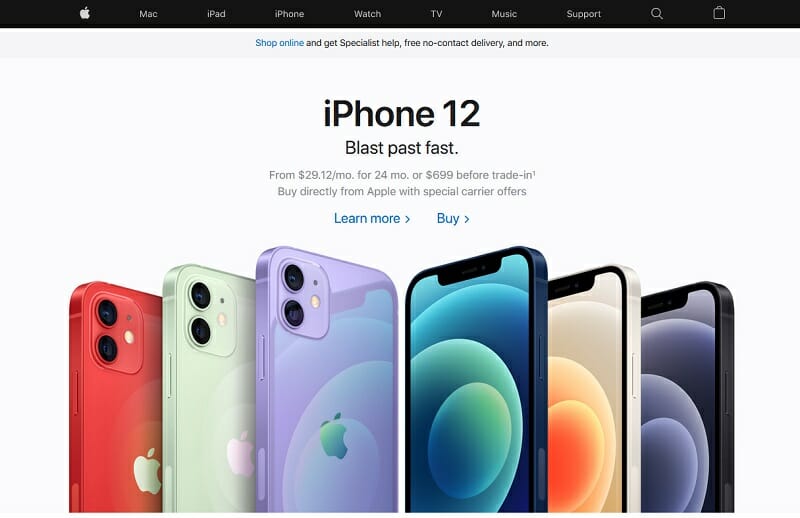 Mac iPad iPhone Watch TV Music Support
Shop online and get Specialist help, free no-contact delivery, and more.
iPhone 12
Blast past fast.
From $29.12/mo. for 24 mo. or $699 before trade-in¹
Buy directly from Apple with special carrier offers
Learn more > Buy >